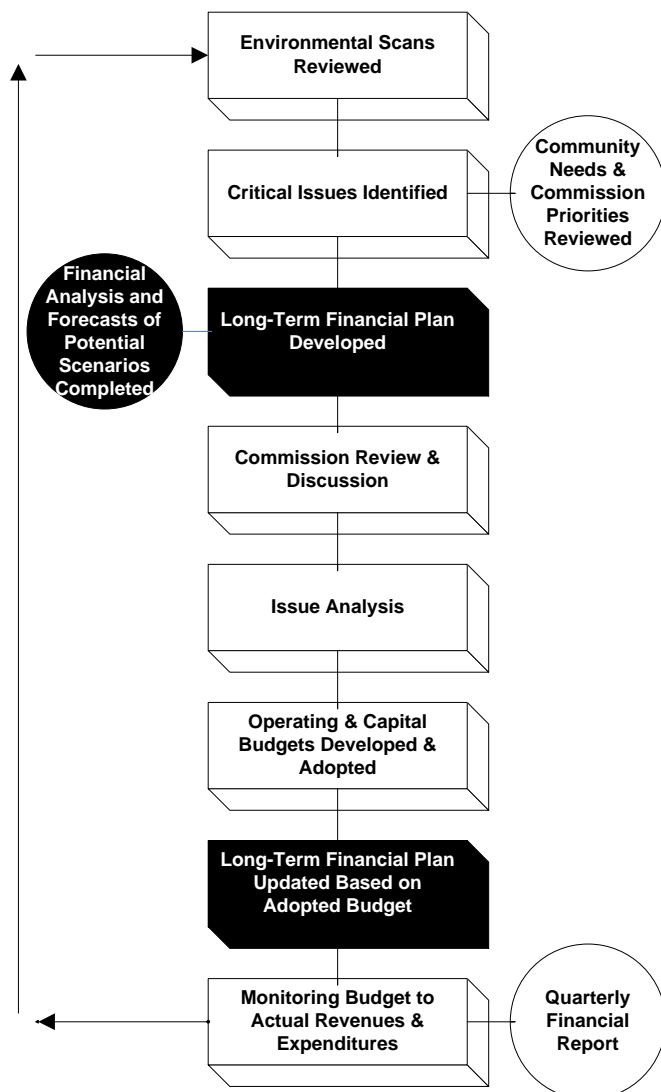 Environmental Scans
Reviewed
Critical Issues Identified
Community
Needs &
Commission
Priorities
Reviewed
Financial
Analysis and
Forecasts of
Potential
Scenarios
Completed
Long-Term Financial Plan
Developed
Commission Review &
Discussion
Issue Analysis
Operating & Capital
Budgets Developed &
Adopted
Long-Term Financial Plan
Updated Based on
Adopted Budget
Monitoring Budget to
Actual Revenues &
Expenditures
Quarterly
Financial
Report